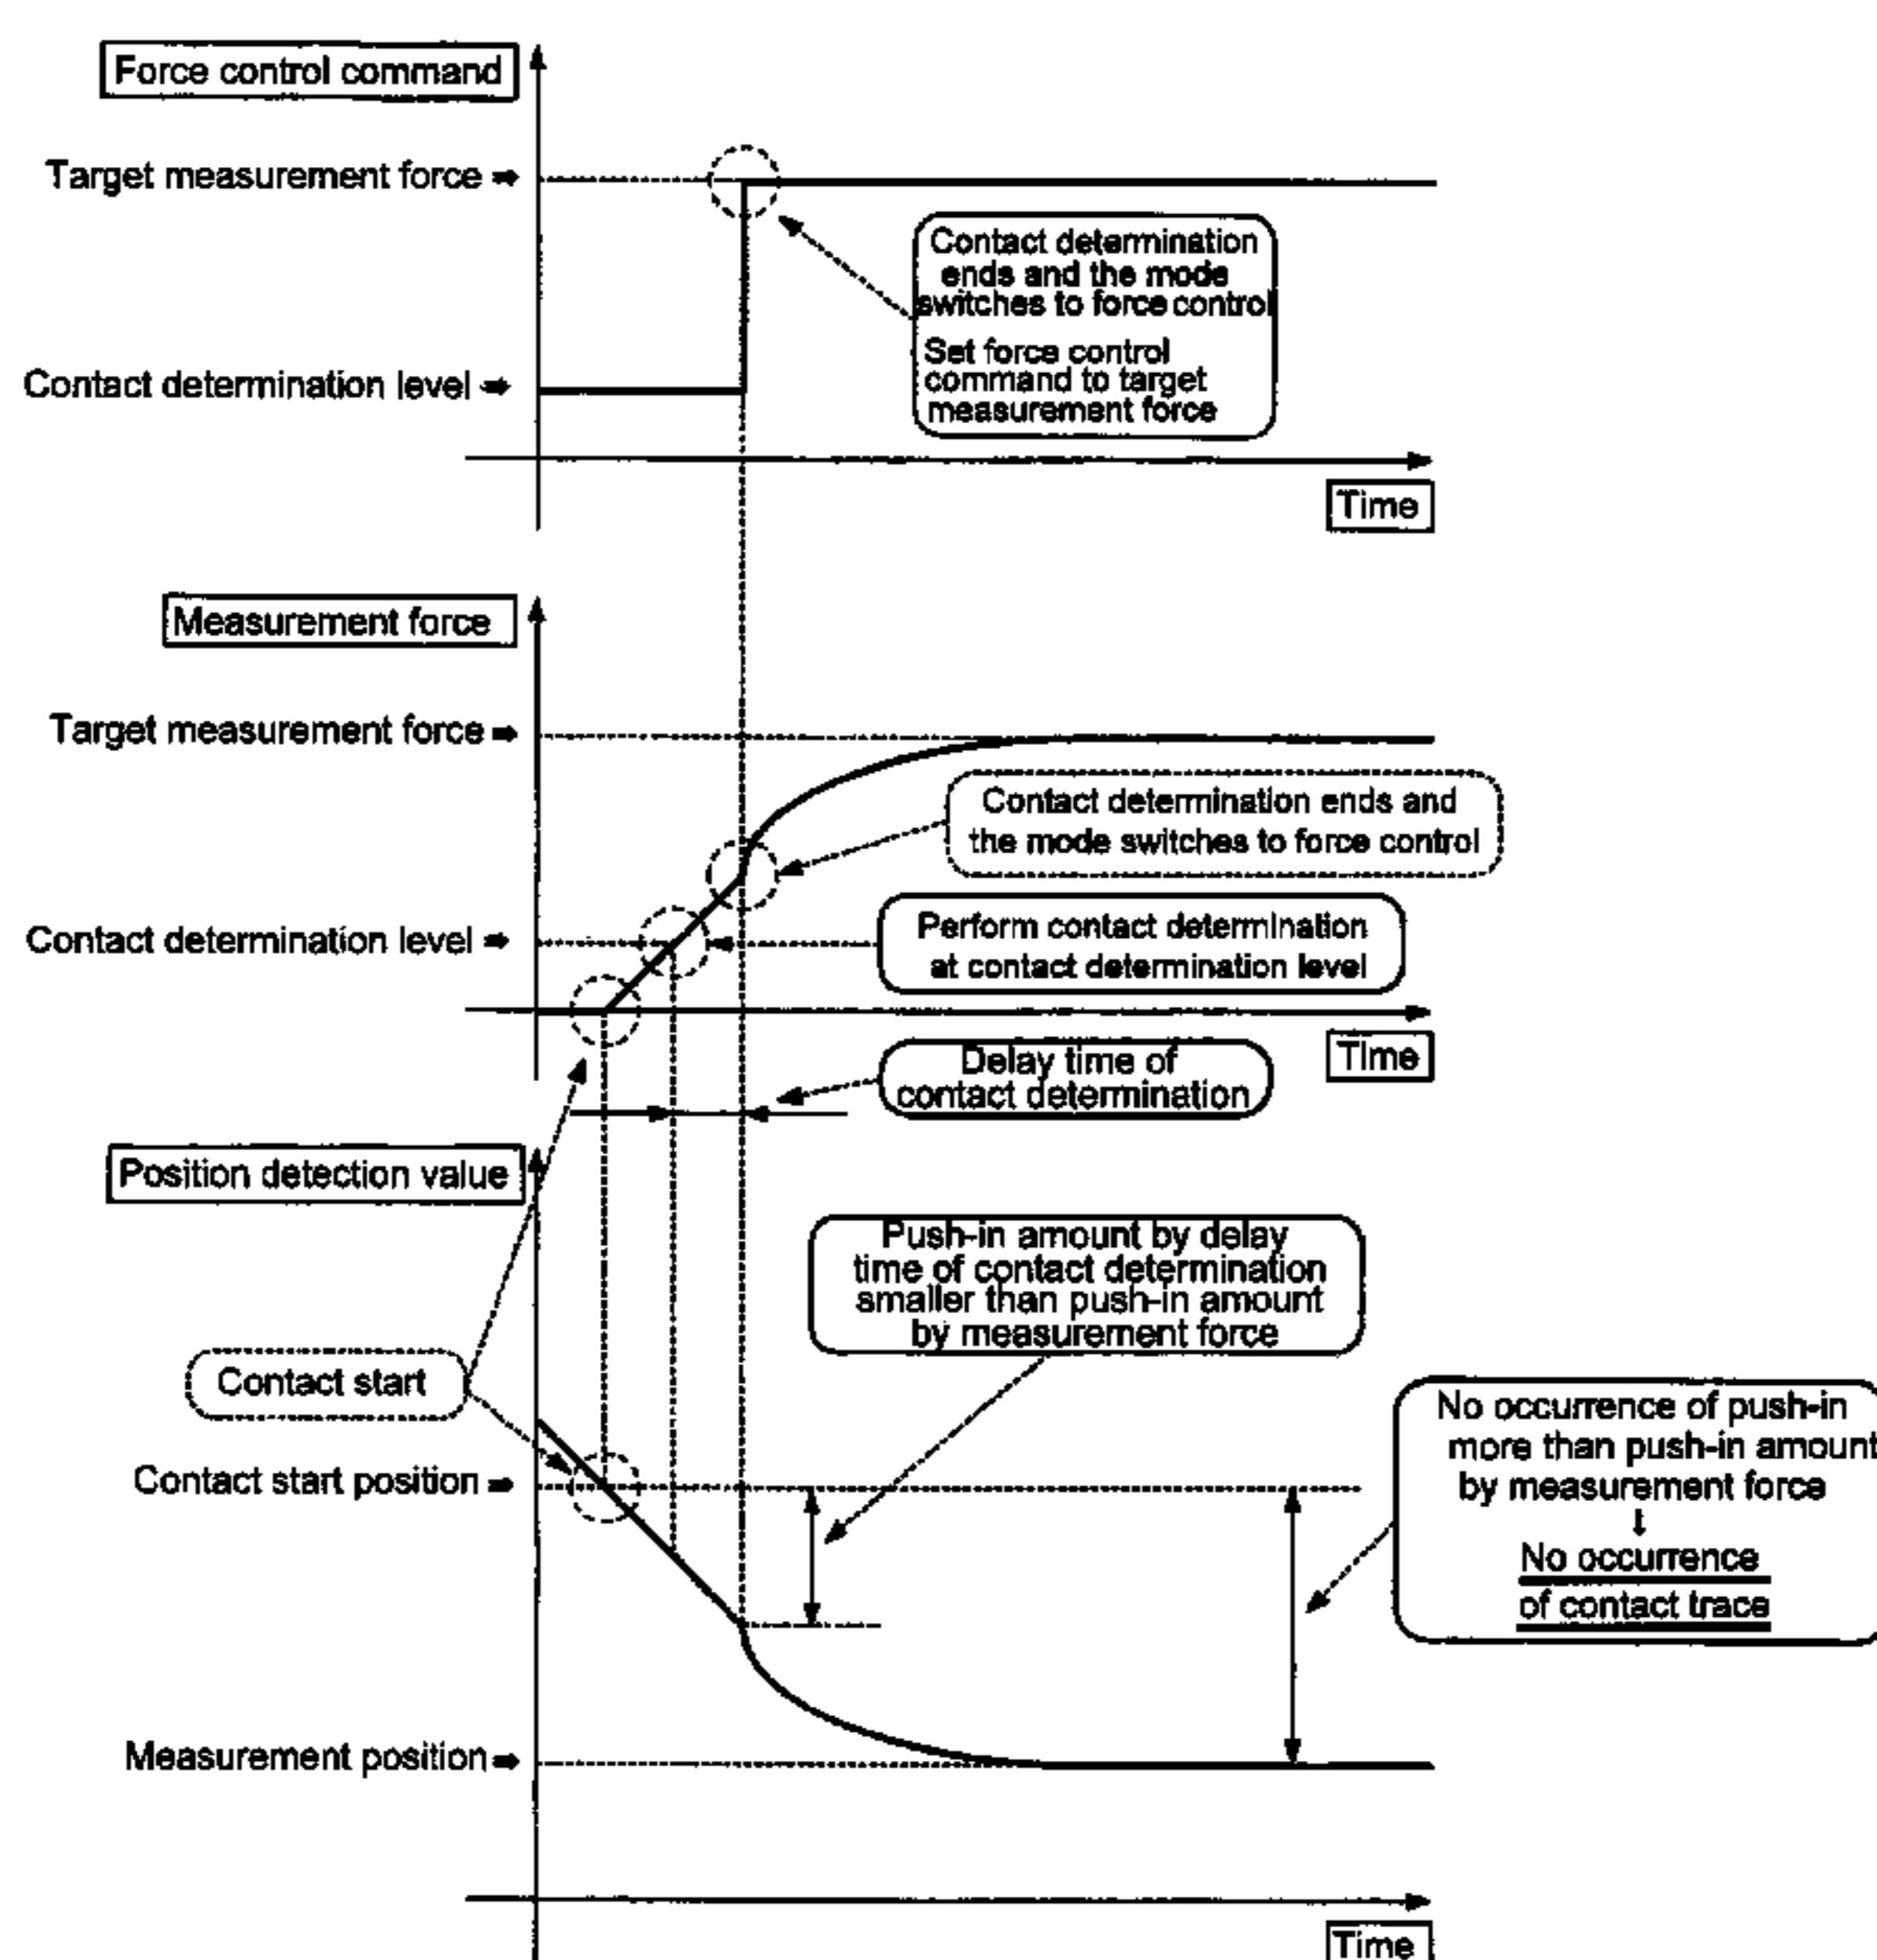 Force control command
Target measurement force
Contact determination
ends and the mode
switches to force control
Set force control
command to target
measurement force
Contact determination level
Time
Measurement force
Target measurement force
Contact determination ends and
the mode switches to force control
Perform contact determination
at contact determination level
Contact determination level
Time
Delay time of
contact determination
Position detection value
Push-in amount by delay
time of contact determination
smaller than push-in amount
by measurement force
Contact start
No occurrence of push-in
more than push-in amount
by measurement force
No occurrence
of contact trace
Contact start position
Measurement position
Time